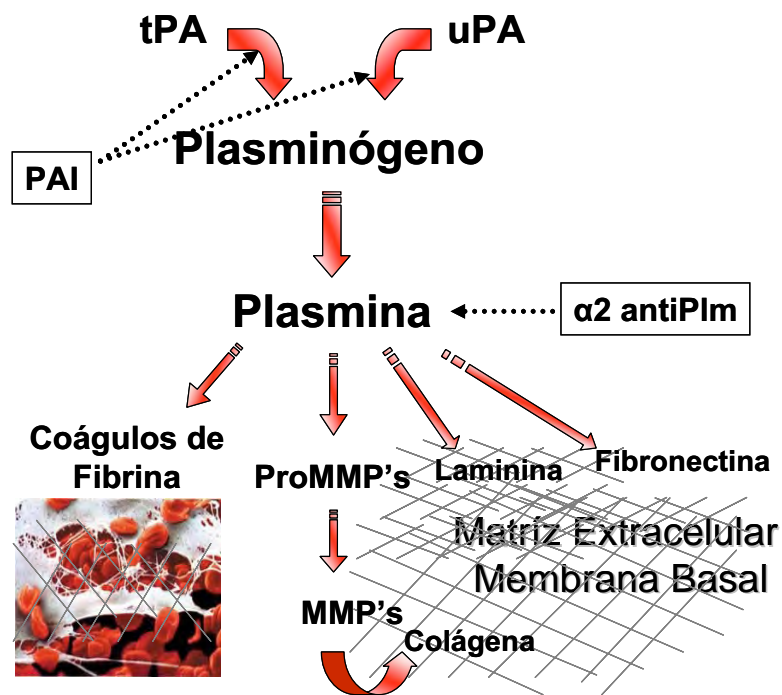 tPA
uPA
Plasminógeno
PAI
Plasmina
α2 antiPlm
Coágulos de
Fibrina
ProMMP's
Laminina
Fibronectina
Matríz Extracelular
Membrana Basal
MMP's
Colágena